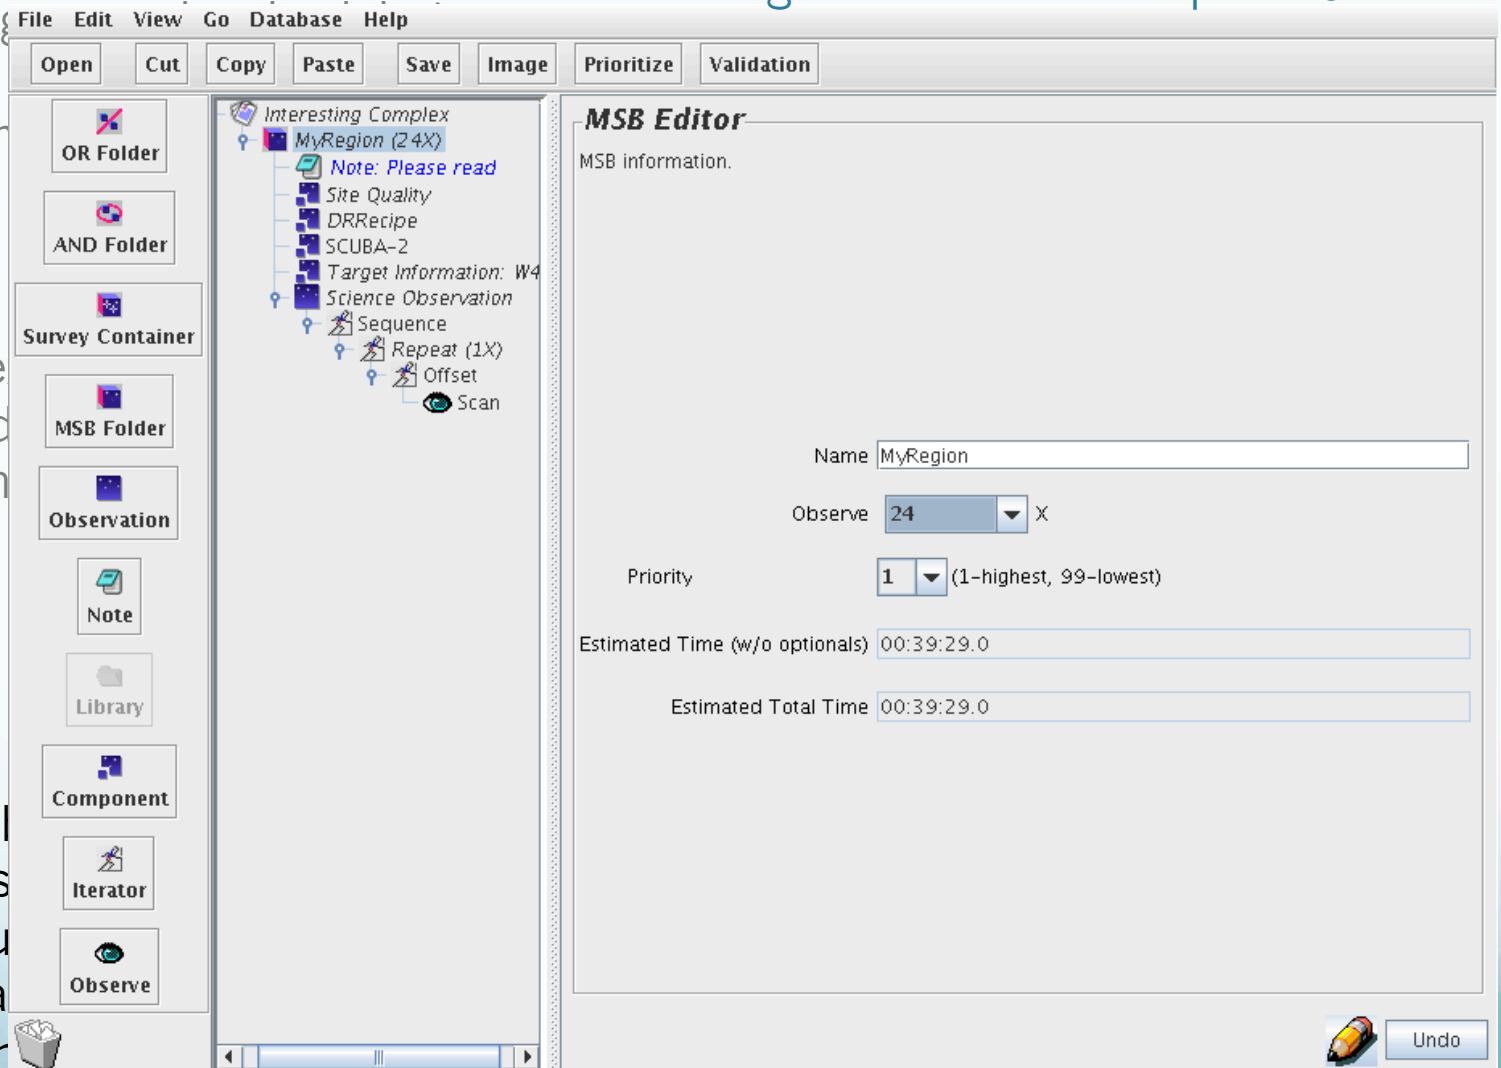 File Edit View Go Database Help
Open Cut Copy Paste Save Image Prioritize Validation
OR Folder
AND Folder
Survey Container
MSB Folder
Observation
Note
Library
Component
Iterator
Observe
Interesting Complex
MyRegion (24X)
Note: Please read
Site Quality
DRRecipe
SCUBA-2
Target Information: W4
Science Observation
Sequence
Repeat (1X)
Offset
Scan
MSB Editor
MSB information.
Name MyRegion
Observe 24 X
Priority 1 (1-highest, 99-lowest)
Estimated Time (w/o optionals) 00:39:29.0
Estimated Total Time 00:39:29.0
Undo